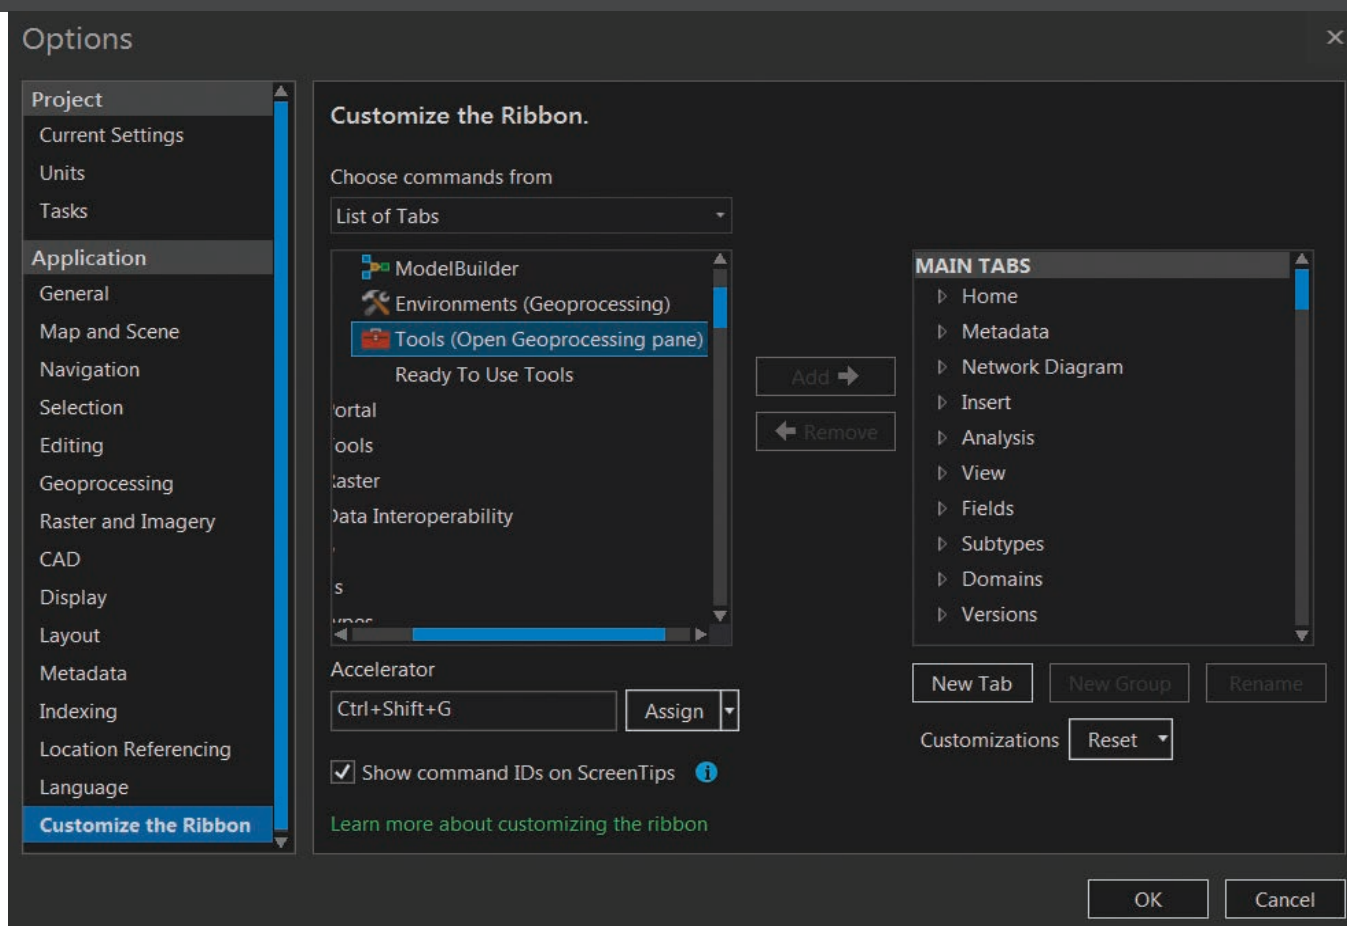 Options
Project
Current Settings
Units
Tasks
Application
General
Map and Scene
Navigation
Selection
Editing
Geoprocessing
Raster and Imagery
CAD
Display
Layout
Metadata
Indexing
Location Referencing
Language
Customize the Ribbon
Customize the Ribbon.
Choose commands from
List of Tabs
ModelBuilder
Environments (Geoprocessing)
Tools (Open Geoprocessing pane)
Ready To Use Tools
ortal
ools
aster
ata Interoperability
s
Accelerator
Ctrl+Shift+G
Assign
Show command IDs on ScreenTips
Learn more about customizing the ribbon
Add
Remove
MAIN TABS
Home
Metadata
Network Diagram
Insert
Analysis
View
Fields
Subtypes
Domains
Versions
New Tab New Group Rename
Customizations Reset
OK Cancel